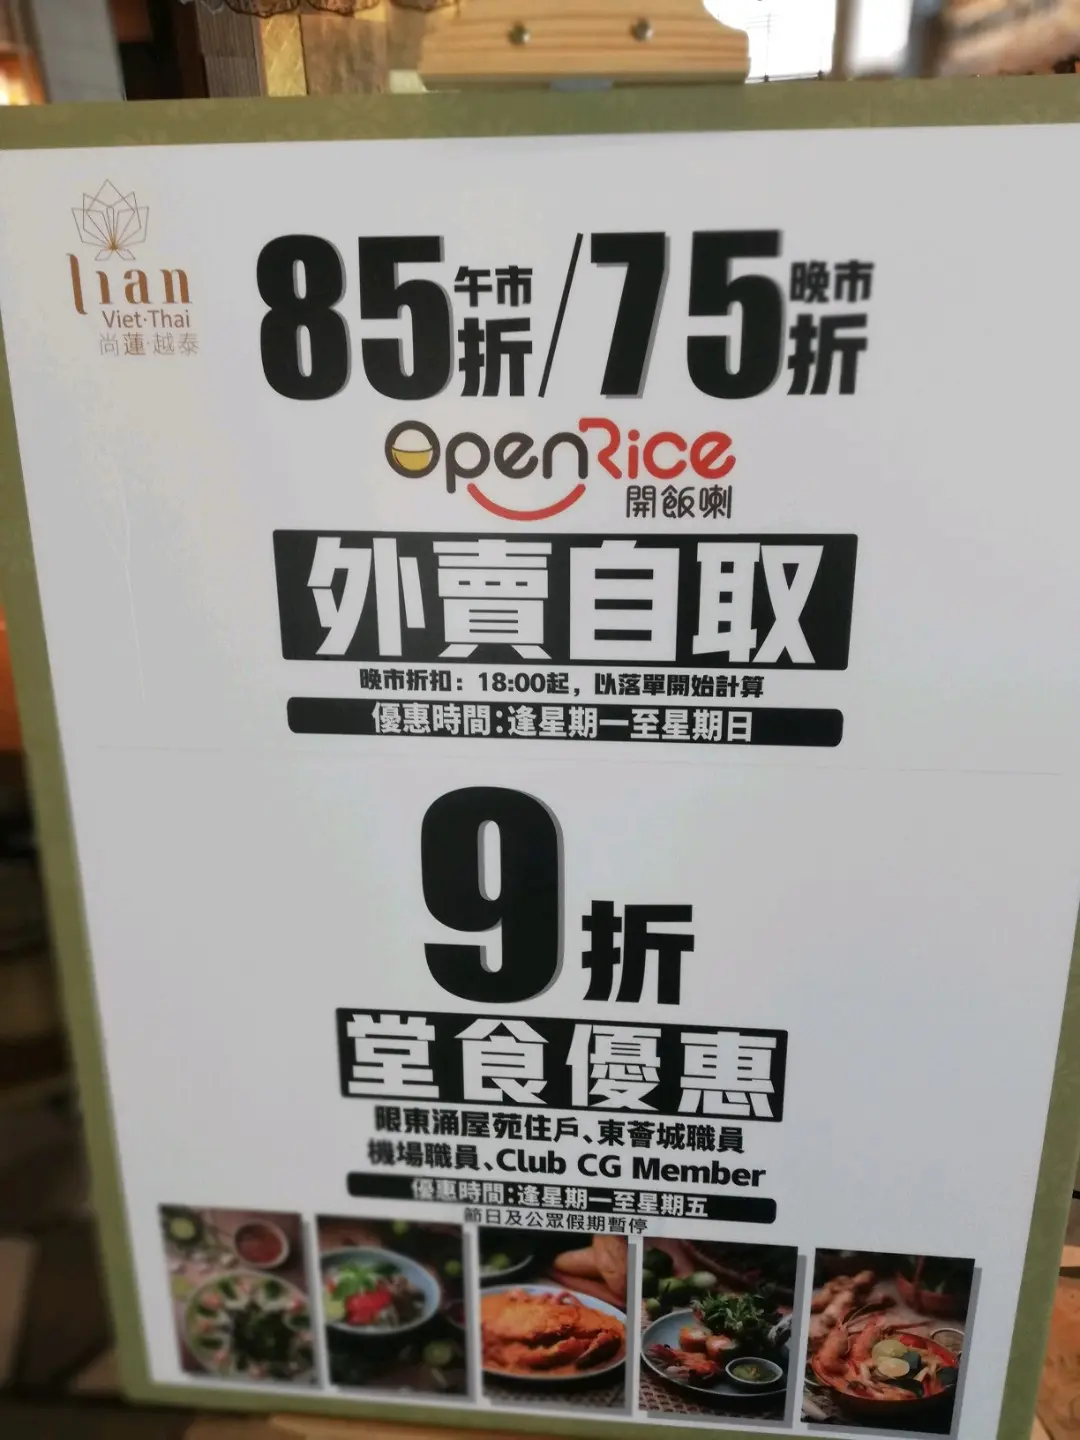 lian
Viet·Thai
尚蓮·越泰
85午市折/75晚市折
OpenRice
開飯喇
外賣自取
晚市折扣：18:00起，以落單開始計算
優惠時間：逢星期一至星期日
9折
堂食優惠
限東涌屋苑住戶、東薈城職員
機場職員、Club CG Member
優惠時間：逢星期一至星期五
節日及公眾假期暫停